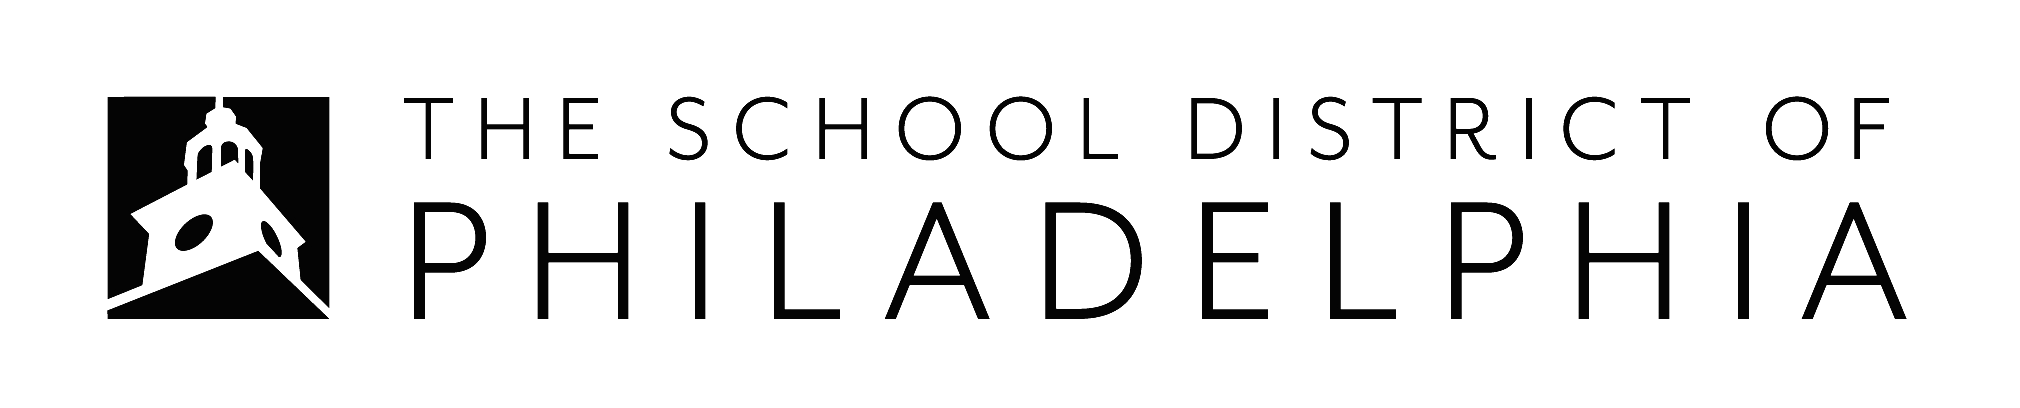 THE SCHOOL DISTRICT OF
PHILADELPHIA